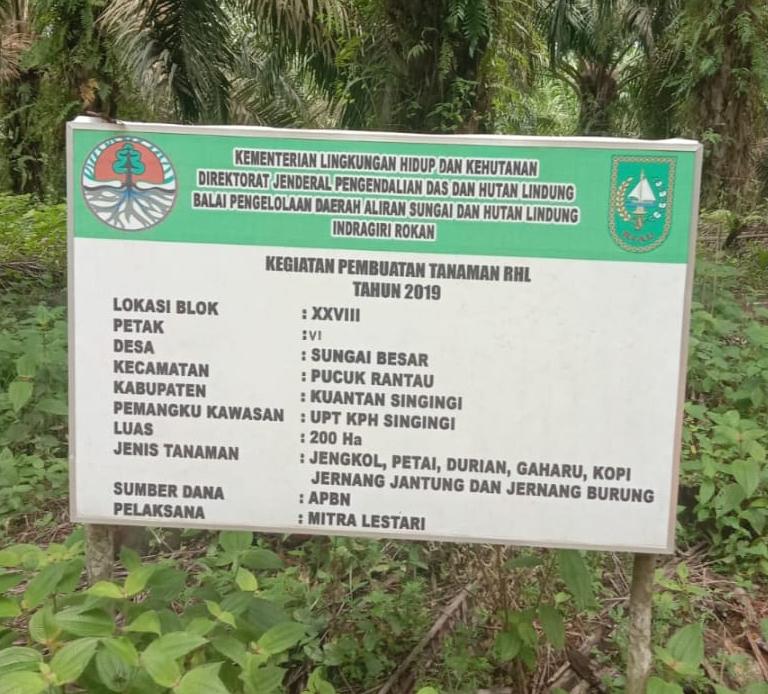 KEMENTERIAN LINGKUNGAN HIDUP DAN KEHUTANAN
DIREKTORAT JENDERAL PENGENDALIAN DAS DAN HUTAN LINDUNG
BALAI PENGELOLAAN DAERAH ALIRAN SUNGAI DAN HUTAN LINDUNG
INDRAGIRI ROKAN
RIAU
KEGIATAN PEMBUATAN TANAMAN RHL
TAHUN 2019
LOKASI BLOK : XXVIII
PETAK : VI
DESA : SUNGAI BESAR
KECAMATAN : PUCUK RANTAU
KABUPATEN : KUANTAN SINGINGI
PEMANGKU KAWASAN : UPT KPH SINGINGI
LUAS : 200 Ha
JENIS TANAMAN : JENGKOL, PETAI, DURIAN, GAHARU, KOPI
JERNANG JANTUNG DAN JERNANG BURUNG
SUMBER DANA : APBN
PELAKSANA : MITRA LESTARI